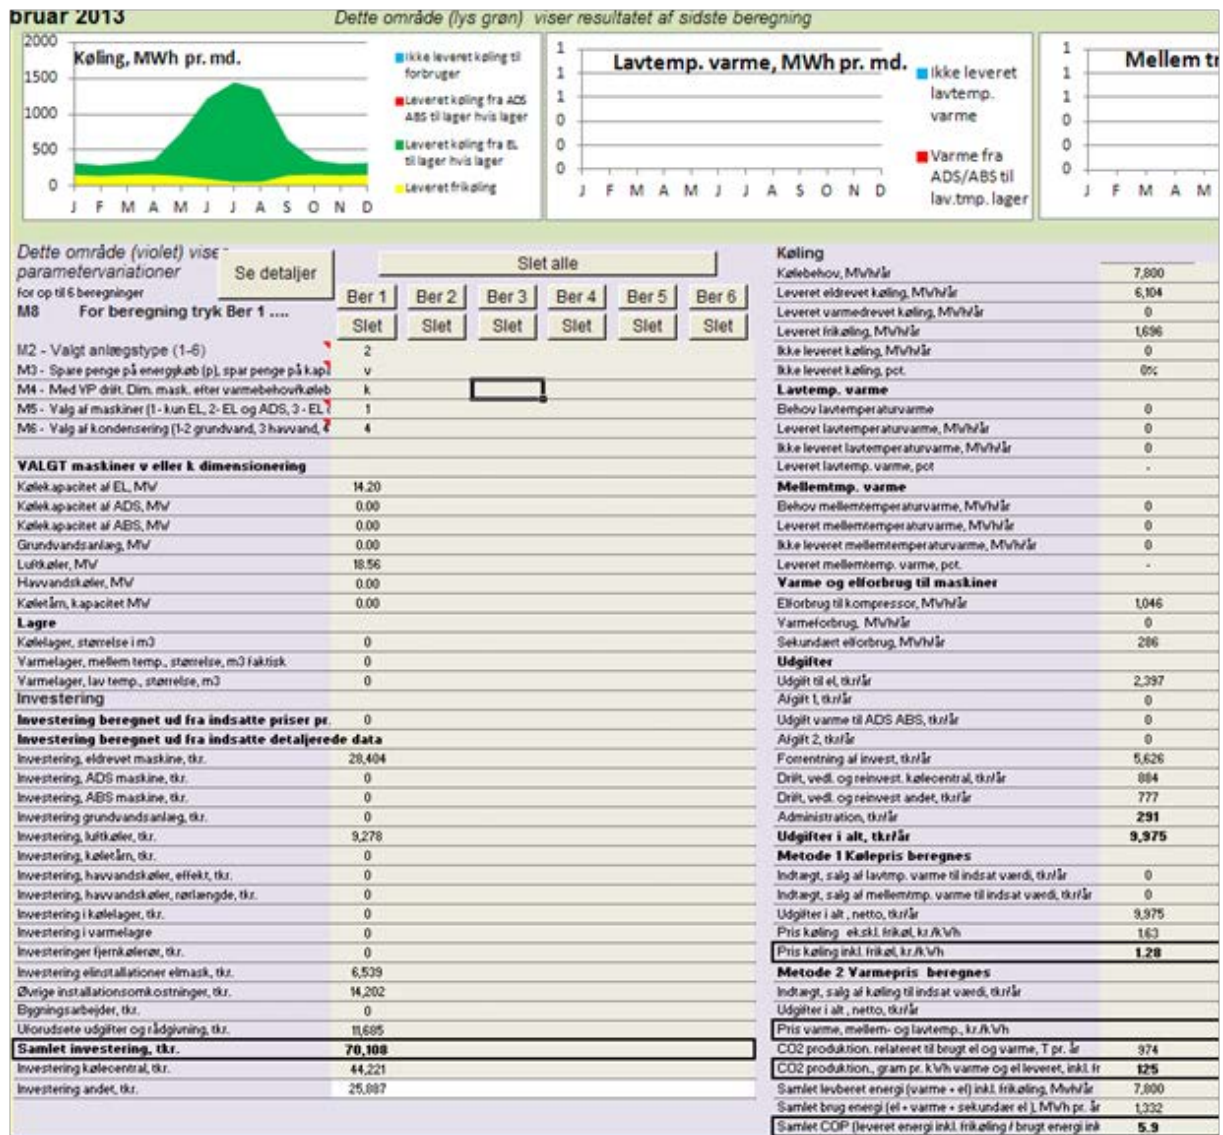 bruar 2013
Dette område (lys grøn) viser resultatet af sidste beregning
Køling, MWh pr. md.
2000
1500
1000
500
0
J F M A M J J A S O N D
Ikke leveret køling til forbruger
Leveret køling fra ADS ABS til lager hvis lager
Leveret køling fra EL til lager hvis lager
Leveret frikøling
Lavtemp. varme, MWh pr. md.
1
1
1
0
0
0
J F M A M J J A S O N D
Ikke leveret lavtemp. varme
Varme fra ADS/ABS til lav.tmp. lager
Mellem t
1
1
1
0
0
0
J F M A M
Dette område (violet) vise
parametervariationer
for op til 6 beregninger
M8 For beregning tryk Ber 1 ....
Se detaljer
Slet alle
Ber 1 Ber 2 Ber 3 Ber 4 Ber 5 Ber 6
Slet Slet Slet Slet Slet Slet
M2 - Valgt anlægstype (1-6) 2
M3 - Spare penge på energykøb (p), spar penge på kap v
M4 - Med VP drift. Dim. mask. efter varmebehov/køleb k
M5 - Valg af maskiner (1- kun EL, 2- EL og ADS, 3 - EL 1
M6 - Valg af kondensering (1-2 grundvand, 3 havvand, 4 4
VALGT maskiner v eller k dimensionering
Kølekapacitet af EL, MW 14.20
Kølekapacitet af ADS, MW 0.00
Kølekapacitet af ABS, MW 0.00
Grundvandsanlæg, MW 0.00
Luftkøler, MW 18.56
Havvandskøler, MW 0.00
Køletårn, kapacitet MW 0.00
Lagre
Kølelager, størrelse i m3 0
Varmelager, mellem temp., størrelse, m3 faktisk 0
Varmelager, lav temp., størrelse, m3 0
Investering
Investering beregnet ud fra indsatte priser pr. 0
Investering beregnet ud fra indsatte detaljerede data
Investering, eldrevet maskine, tkr. 28,404
Investering, ADS maskine, tkr. 0
Investering, ABS maskine, tkr. 0
Investering grundvandsanlæg, tkr. 0
Investering, luftkøler, tkr. 9,278
Investering, køletårn, tkr. 0
Investering, havvandskøler, effekt, tkr. 0
Investering, havvandskøler, rørlængde, tkr. 0
Investering i kølelager, tkr. 0
Investering i varmelagre 0
Investeringer fjernkølerør, tkr. 0
Investering elinstallationer elmask, tkr. 6,539
Øvrige installationsomkostninger, tkr. 14,202
Bygningsarbejder, tkr. 0
Uforudsete udgifter og rådgivning, tkr. 11,685
Samlet investering, tkr. 70,108
Investering kølecentral, tkr. 44,221
Investering andet, tkr. 25,887
Køling
Kølebehov, MWh/år 7,800
Leveret eldrevet køling, MWh/år 6,104
Leveret varmedrevet køling, MWh/år 0
Leveret frikøling, MWh/år 1,696
Ikke leveret køling, MWh/år 0
Ikke leveret køling, pct. 0%
Lavtemp. varme
Behov lavtemperaturvarme 0
Leveret lavtemperaturvarme, MWh/år 0
Ikke leveret lavtemperaturvarme, MWh/år 0
Leveret lavtemp. varme, pct -
Mellemtmp. varme
Behov mellemtemperaturvarme, MWh/år 0
Leveret mellemtemperaturvarme, MWh/år 0
Ikke leveret mellemtemperaturvarme, MWh/år 0
Leveret mellemtemp. varme, pct. -
Varme og elforbrug til maskiner
Elforbrug til kompressor, MWh/år 1,046
Varmeforbrug, MWh/år 0
Sekundært elforbrug, MWh/år 286
Udgifter
Udgift til el, tkr/år 2,397
Afgift 1, tkr/år 0
Udgift varme til ADS ABS, tkr/år 0
Afgift 2, tkr/år 0
Forrentning af invest, tkr/år 5,626
Drift, vedl. og reinvest. kølecentral, tkr/år 884
Drift, vedl. og reinvest andet, tkr/år 777
Administration, tkr/år 291
Udgifter i alt, tkr/år 9,975
Metode 1 Kølepris beregnes
Indtægt, salg af lavtmp. varme til indsat værdi, tkr/år 0
Indtægt, salg af mellemtmp. varme til indsat værdi, tkr/år 0
Udgifter i alt , netto, tkr/år 9,975
Pris køling ekskl. frikøl, kr./kWh 1.63
Pris køling inkl. frikøl, kr./kWh 1.28
Metode 2 Varmepris beregnes
Indtægt, salg af køling til indsat værdi, tkr/år
Udgifter i alt , netto, tkr/år
Pris varme, mellem- og lavtemp., kr./kWh
CO2 produktion. relateret til brugt el og varme, T pr. år 974
CO2 produktion., gram pr. kWh varme og el leveret, inkl. fr 125
Samlet levberet energi (varme + el) inkl. frikøling, Mwh/år 7,800
Samlet brug energi (el + varme + sekundær el ), MWh pr. år 1,332
Samlet COP (leveret energi inkl. frikøling / brugt energi ink 5.9